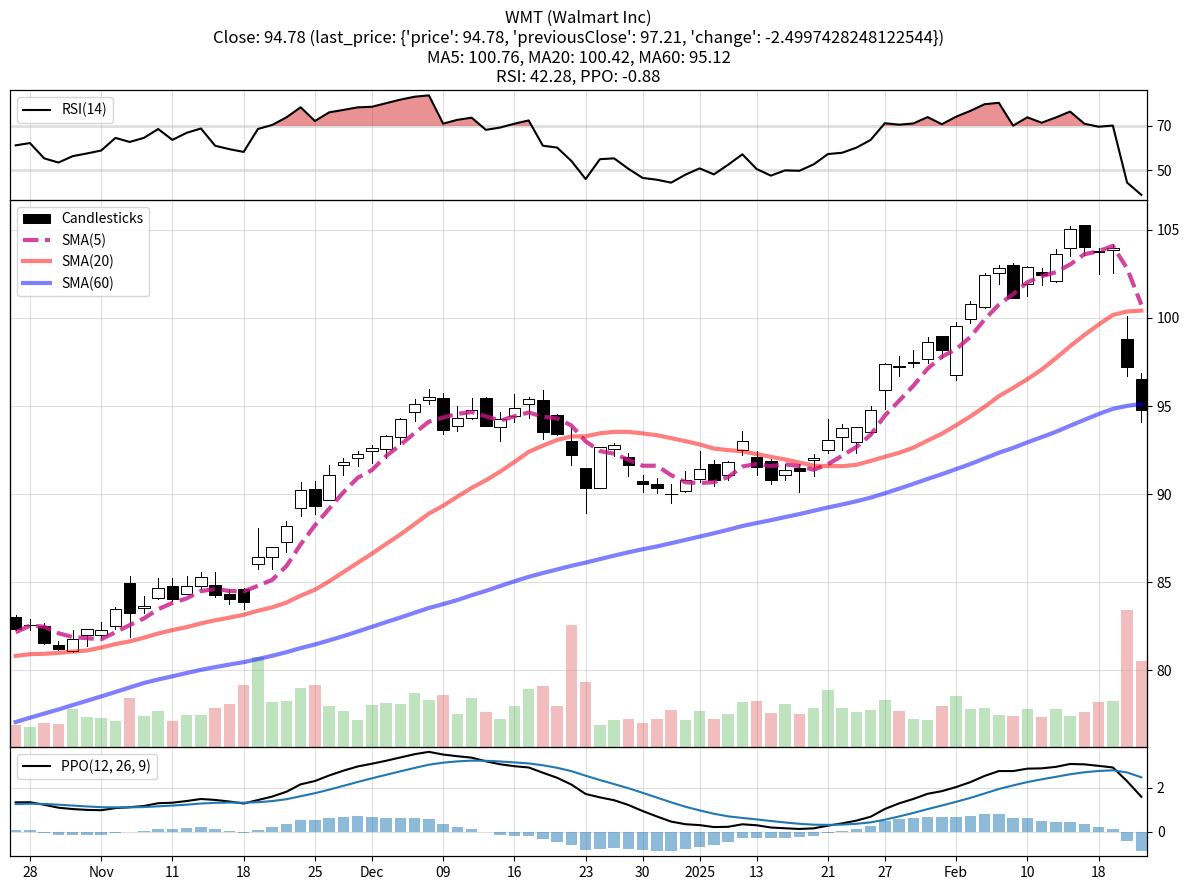 WMT (Walmart Inc)
Close: 94.78 (last_price: {'price': 94.78, 'previousClose': 97.21, 'change': -2.4997428248122544})
MA5: 100.76, MA20: 100.42, MA60: 95.12
RSI: 42.28, PPO: -0.88
RSI(14)
70
50
Candlesticks
SMA(5)
SMA(20)
SMA(60)
105
100
95
90
85
80
PPO(12, 26, 9)
2
0
28 Nov 11 18 25 Dec 09 16 23 30 2025 13 21 27 Feb 10 18